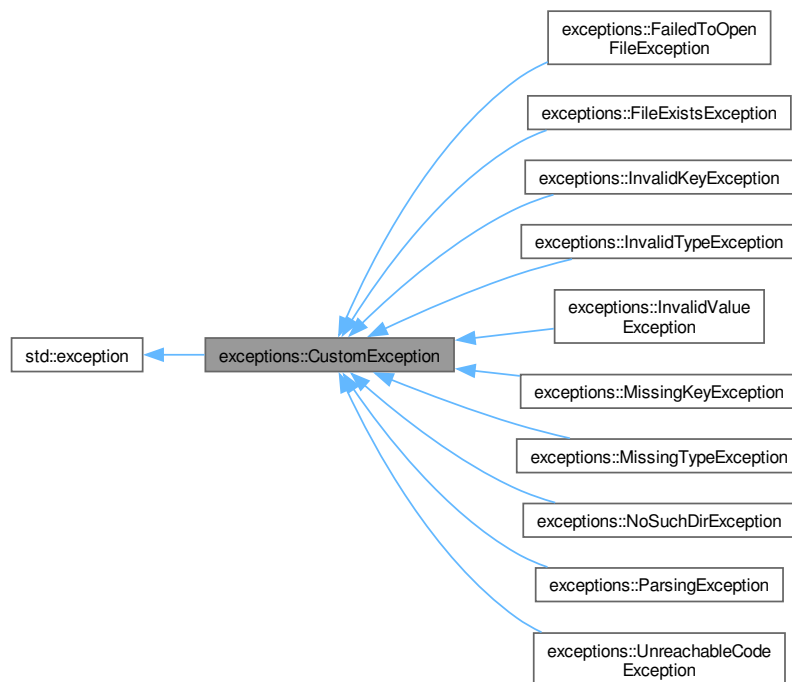 exceptions::FailedToOpen
FileException
exceptions::FileExistsException
exceptions::InvalidKeyException
exceptions::InvalidTypeException
exceptions::InvalidValue
Exception
std::exception
exceptions::CustomException
exceptions::MissingKeyException
exceptions::MissingTypeException
exceptions::NoSuchDirException
exceptions::ParsingException
exceptions::UnreachableCode
Exception